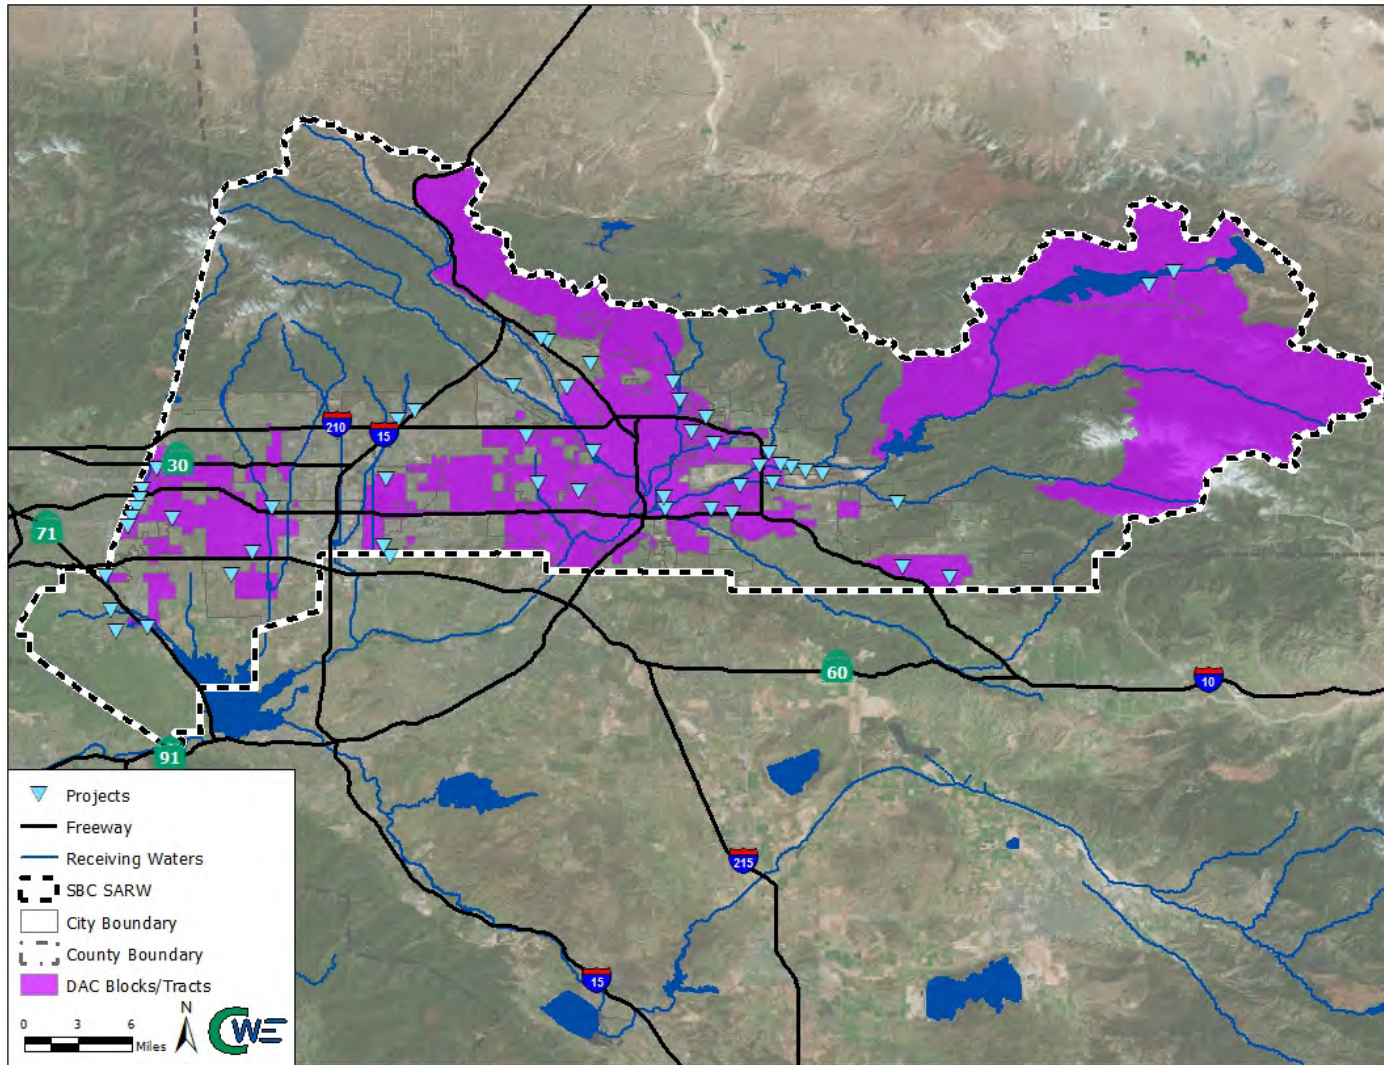 210
15
30
71
60
10
91
215
15
Projects
Freeway
Receiving Waters
SBC SARW
City Boundary
County Boundary
DAC Blocks/Tracts
N
0 3 6
Miles
CWE